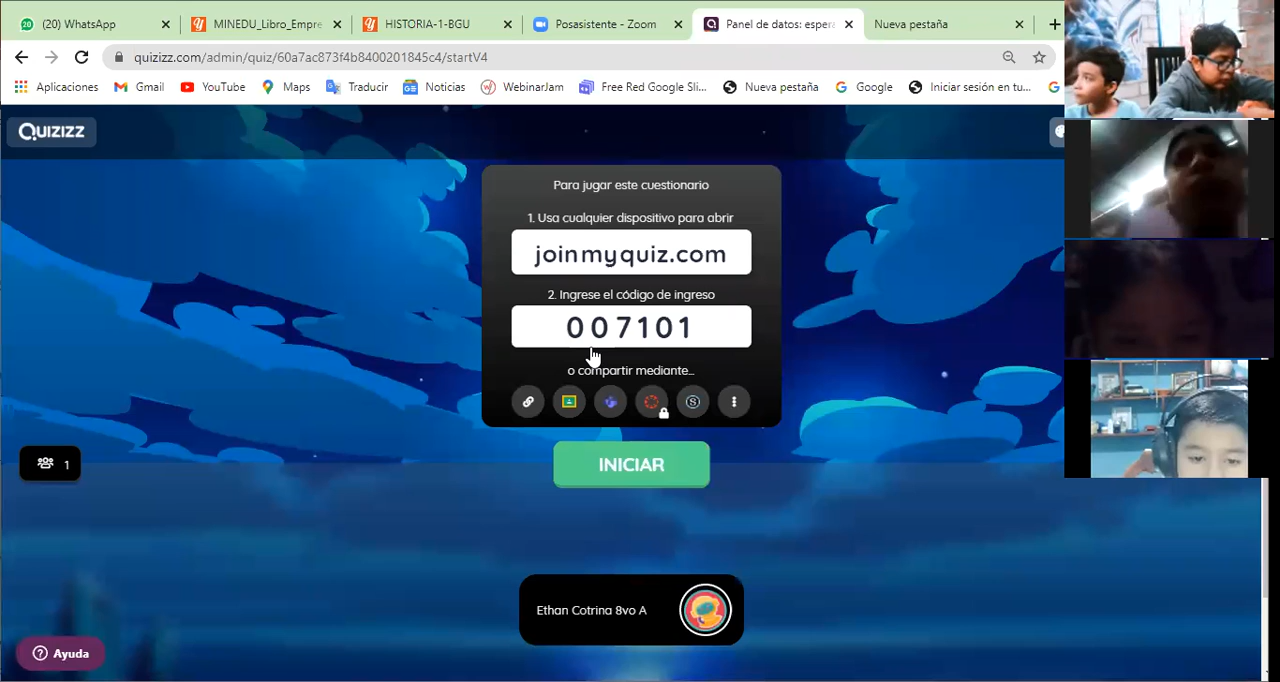 (20) WhatsApp
MINEDU_Libro_Empre
HISTORIA-1-BGU
Posasistente - Zoom
Panel de datos: espera
Nueva pestaña
quizizz.com/admin/quiz/60a7ac873f4b8400201845c4/startV4
Aplicaciones
Gmail
YouTube
Maps
Traducir
Noticias
WebinarJam
Free Red Google Sli...
Nueva pestaña
Google
Iniciar sesión en tu...
QUIZIZZ
Para jugar este cuestionario
1. Usa cualquier dispositivo para abrir
joinmyquiz.com
2. Ingrese el código de ingreso
007101
o compartir mediante...
INICIAR
1
Ethan Cotrina 8vo A
Ayuda